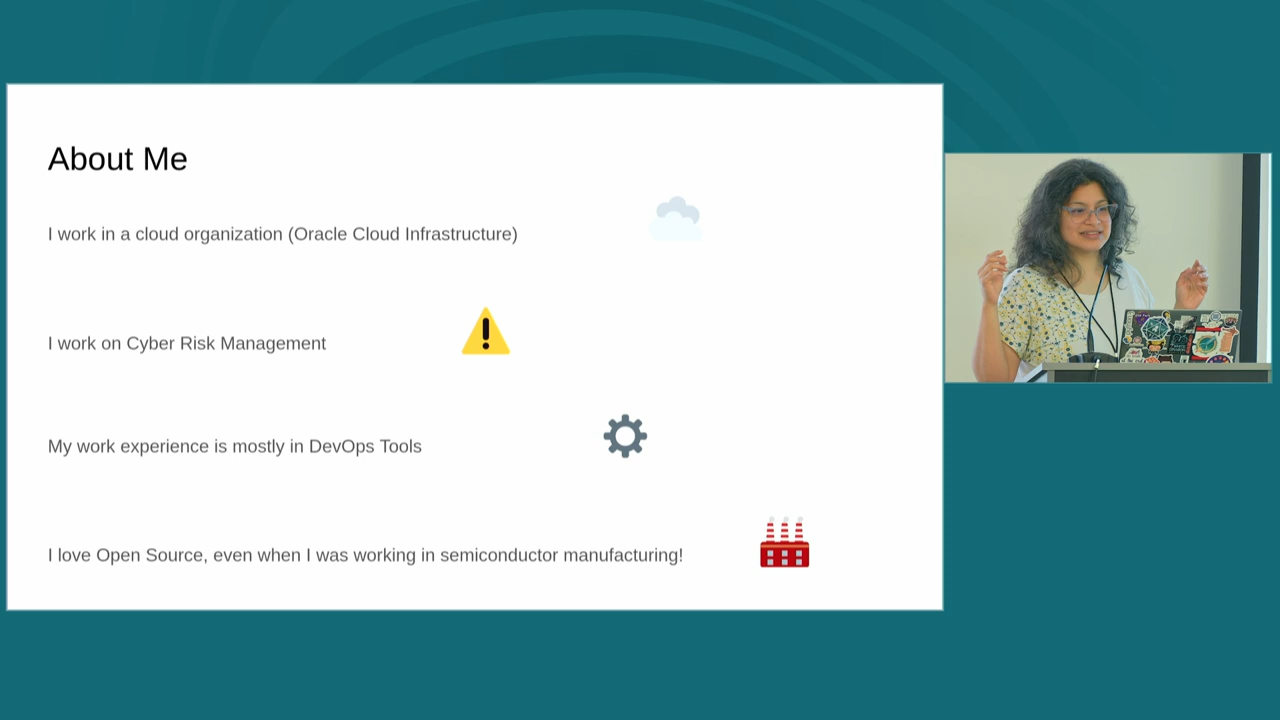 About Me
I work in a cloud organization (Oracle Cloud Infrastructure)
I work on Cyber Risk Management
My work experience is mostly in DevOps Tools
I love Open Source, even when I was working in semiconductor manufacturing!